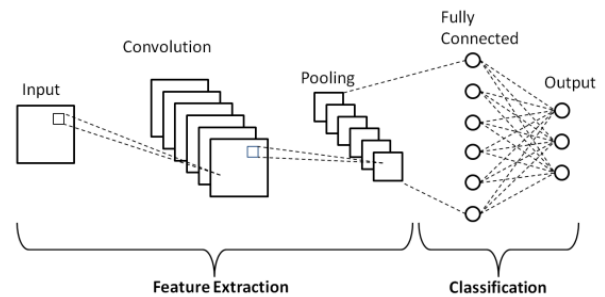 Input
Convolution
Pooling
Fully
Connected
Output
Feature Extraction
Classification